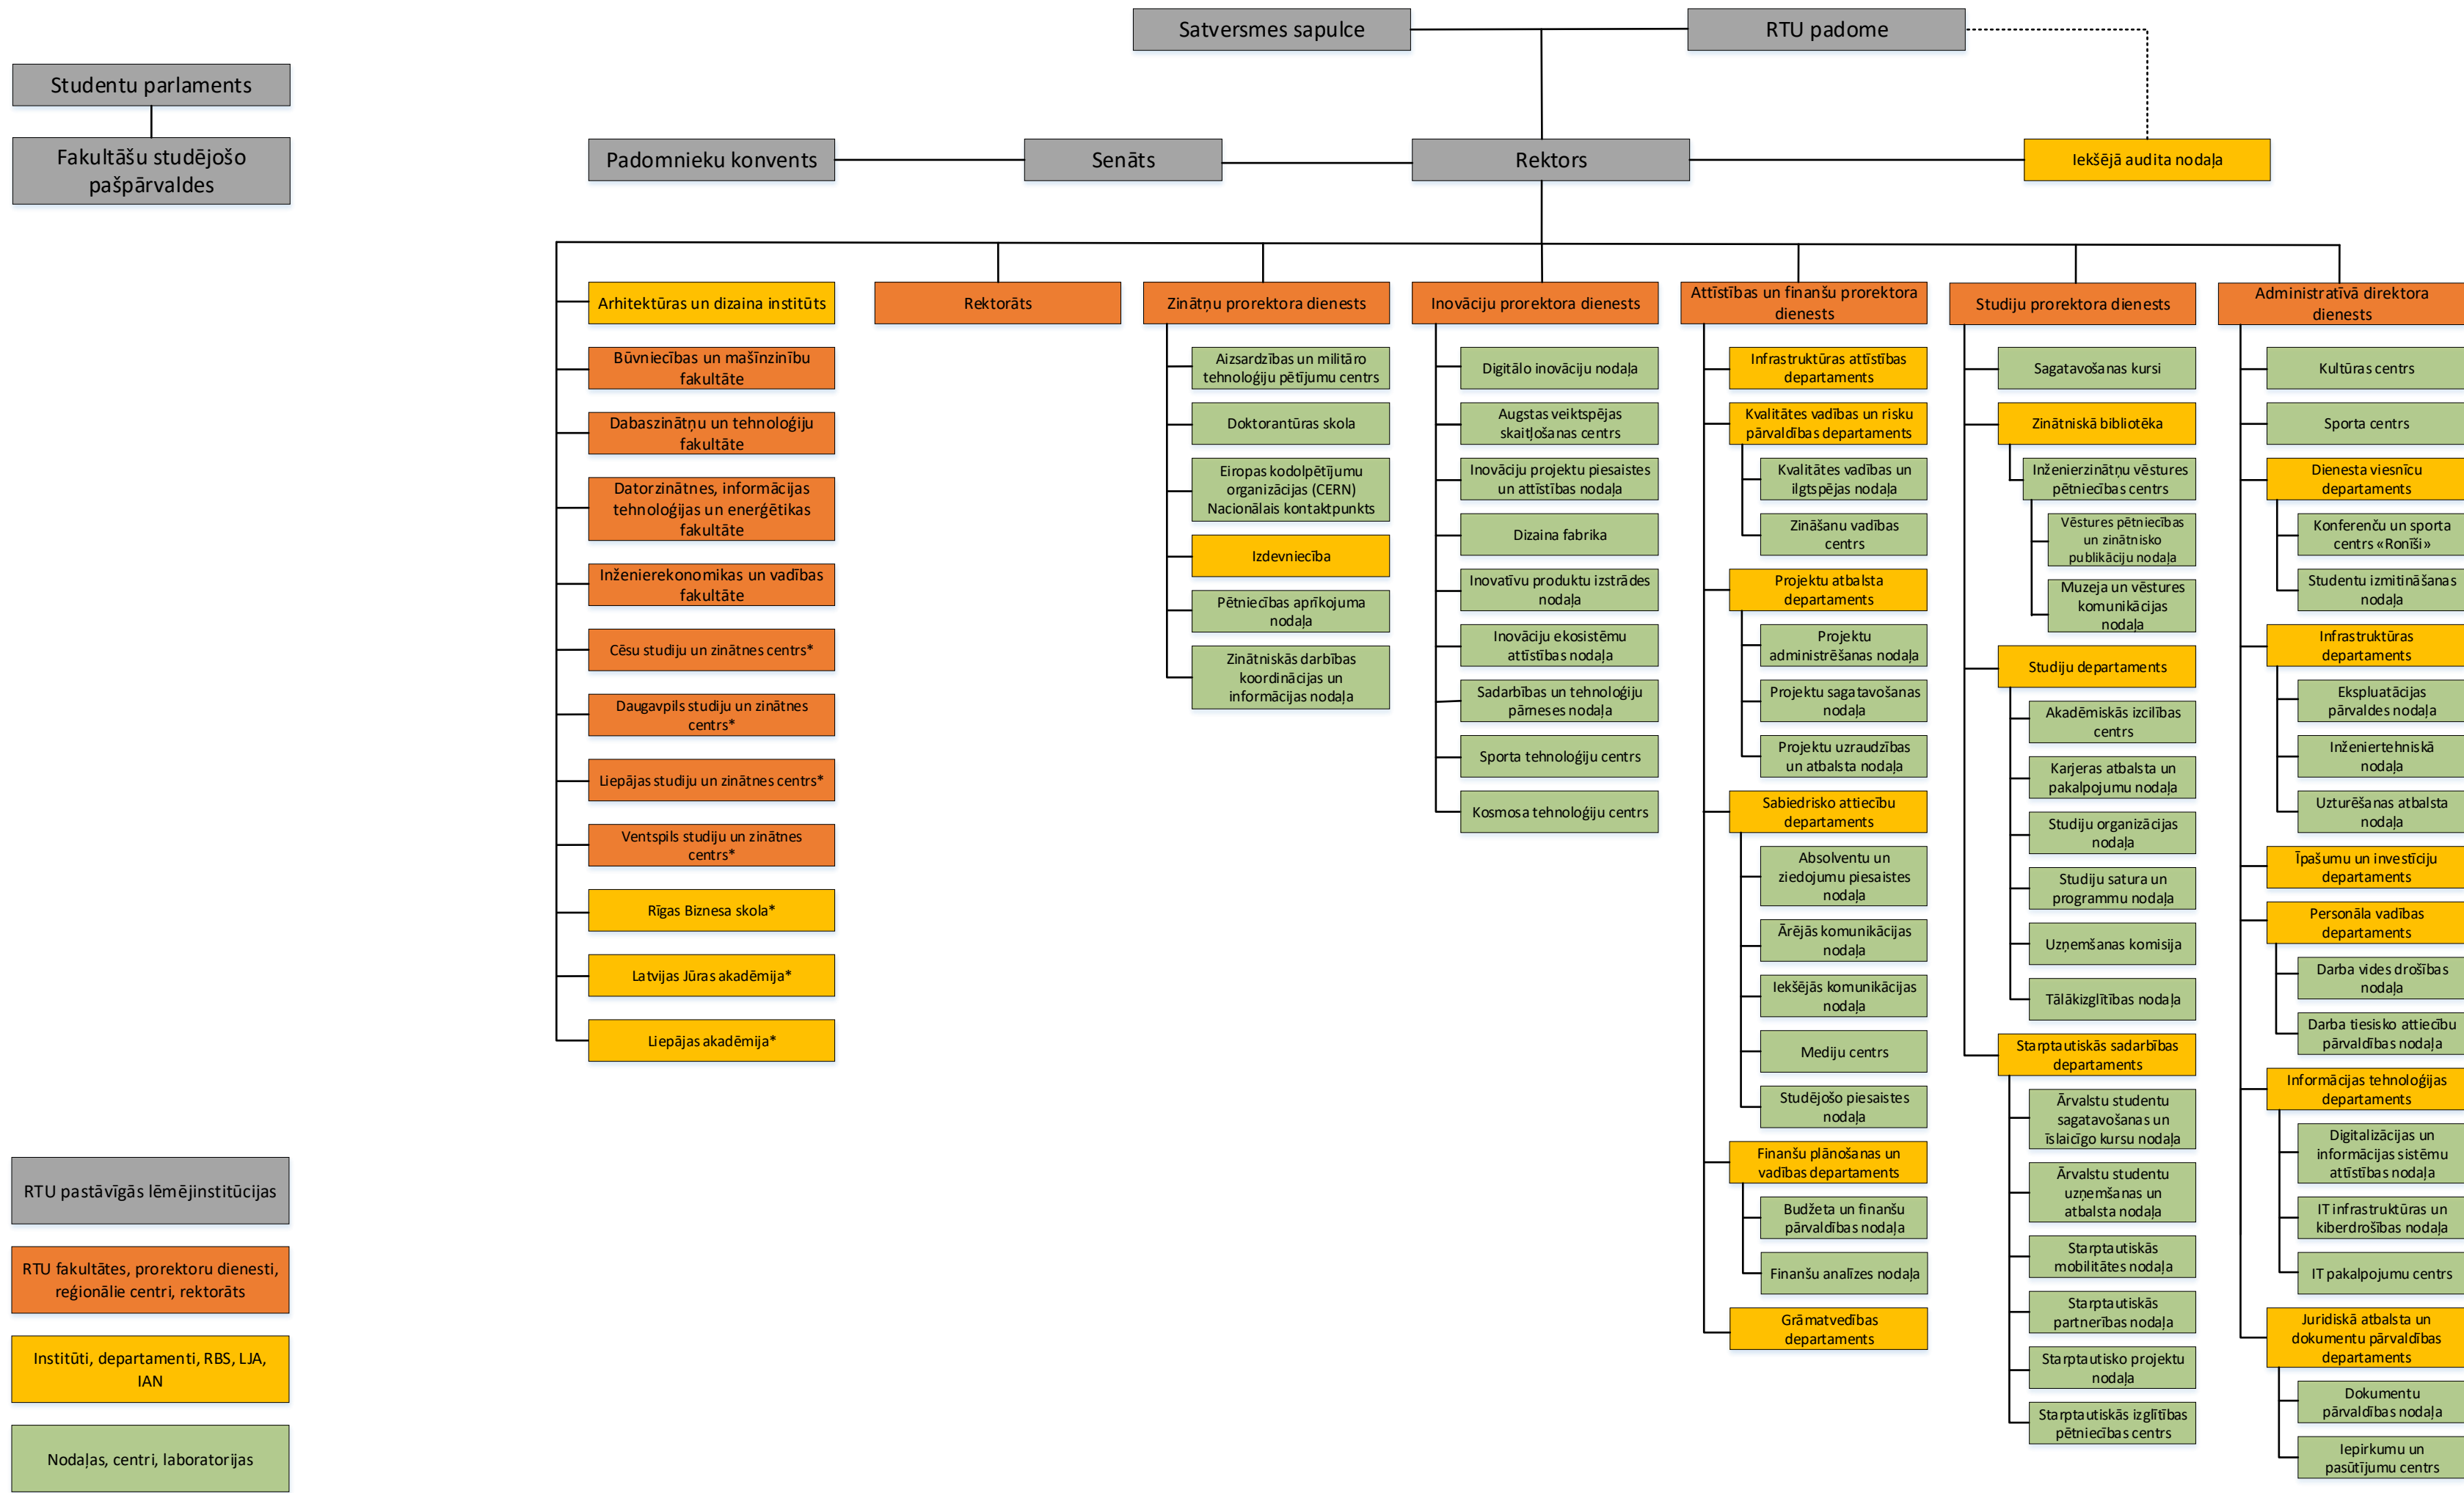 Satversmes sapulce
RTU padome
Studentu parlaments
Fakultāšu studējošo
pašpārvaldes
Padomnieku konvents
Senāts
Rektors
Iekšējā audita nodaļa
Arhitektūras un dizaina institūts
Būvniecības un mašīnzinību
fakultāte
Dabaszinātņu un tehnoloģiju
fakultāte
Datorzinātnes, informācijas
tehnoloģijas un enerģētikas
fakultāte
Inženierekonomikas un vadības
fakultāte
Cēsu studiju un zinātnes centrs*
Daugavpils studiju un zinātnes
centrs*
Liepājas studiju un zinātnes centrs*
Ventspils studiju un zinātnes
centrs*
Rīgas Biznesa skola*
Latvijas Jūras akadēmija*
Liepājas akadēmija*
Rektorāts
Zinātņu prorektora dienests
Aizsardzības un militāro
tehnoloģiju pētījumu centrs
Doktorantūras skola
Eiropas kodolpētījumu
organizācijas (CERN)
Nacionālais kontaktpunkts
Izdevniecība
Pētniecības aprīkojuma
nodaļa
Zinātniskās darbības
koordinācijas un
informācijas nodaļa
Inovāciju prorektora dienests
Digitālo inovāciju nodaļa
Augstas veiktspējas
skaitļošanas centrs
Inovāciju projektu piesaistes
un attīstības nodaļa
Dizaina fabrika
Inovatīvu produktu izstrādes
nodaļa
Inovāciju ekosistēmu
attīstības nodaļa
Sadarbības un tehnoloģiju
pārneses nodaļa
Sporta tehnoloģiju centrs
Kosmosa tehnoloģiju centrs
Attīstības un finanšu prorektora
dienests
Infrastruktūras attīstības
departaments
Kvalitātes vadības un risku
pārvaldības departaments
Kvalitātes vadības un
ilgtspējas nodaļa
Zināšanu vadības
centrs
Projektu atbalsta
departaments
Projektu
administrēšanas nodaļa
Projektu sagatavošanas
nodaļa
Projektu uzraudzības
un atbalsta nodaļa
Sabiedrisko attiecību
departaments
Absolventu un
ziedojumu piesaistes
nodaļa
Ārējās komunikācijas
nodaļa
Iekšējās komunikācijas
nodaļa
Mediju centrs
Studējošo piesaistes
nodaļa
Finanšu plānošanas un
vadības departaments
Budžeta un finanšu
pārvaldības nodaļa
Finanšu analīzes nodaļa
Grāmatvedības
departaments
Studiju prorektora dienests
Sagatavošanas kursi
Zinātniskā bibliotēka
Inženierzinātņu vēstures
pētniecības centrs
Vēstures pētniecības
un zinātnisko
publikāciju nodaļa
Muzeja un vēstures
komunikācijas
nodaļa
Studiju departaments
Akadēmiskās izcilības
centrs
Karjeras atbalsta un
pakalpojumu nodaļa
Studiju organizācijas
nodaļa
Studiju satura un
programmu nodaļa
Uzņemšanas komisija
Tālākizglītības nodaļa
Starptautiskās sadarbības
departaments
Ārvalstu studentu
sagatavošanas un
īslaicīgo kursu nodaļa
Ārvalstu studentu
uzņemšanas un
atbalsta nodaļa
Starptautiskās
mobilitātes nodaļa
Starptautiskās
partnerības nodaļa
Starptautisko projektu
nodaļa
Starptautiskās izglītības
pētniecības centrs
Administratīvā direktora
dienests
Kultūras centrs
Sporta centrs
Dienesta viesnīcu
departaments
Konferenču un sporta
centrs «Ronīši»
Studentu izmitināšanas
nodaļa
Infrastruktūras
departaments
Ekspluatācijas
pārvaldes nodaļa
Inženiertehniskā
nodaļa
Uzturēšanas atbalsta
nodaļa
Īpašumu un investīciju
departaments
Personāla vadības
departaments
Darba vides drošības
nodaļa
Darba tiesisko attiecību
pārvaldības nodaļa
Informācijas tehnoloģijas
departaments
Digitalizācijas un
informācijas sistēmu
attīstības nodaļa
IT infrastruktūras un
kiberdrošības nodaļa
IT pakalpojumu centrs
Juridiskā atbalsta un
dokumentu pārvaldības
departaments
Dokumentu
pārvaldības nodaļa
Iepirkumu un
pasūtījumu centrs
RTU pastāvīgās lēmējinstitūcijas
RTU fakultātes, prorektoru dienesti,
reģionālie centri, rektorāts
Institūti, departamenti, RBS, LJA,
IAN
Nodaļas, centri, laboratorijas